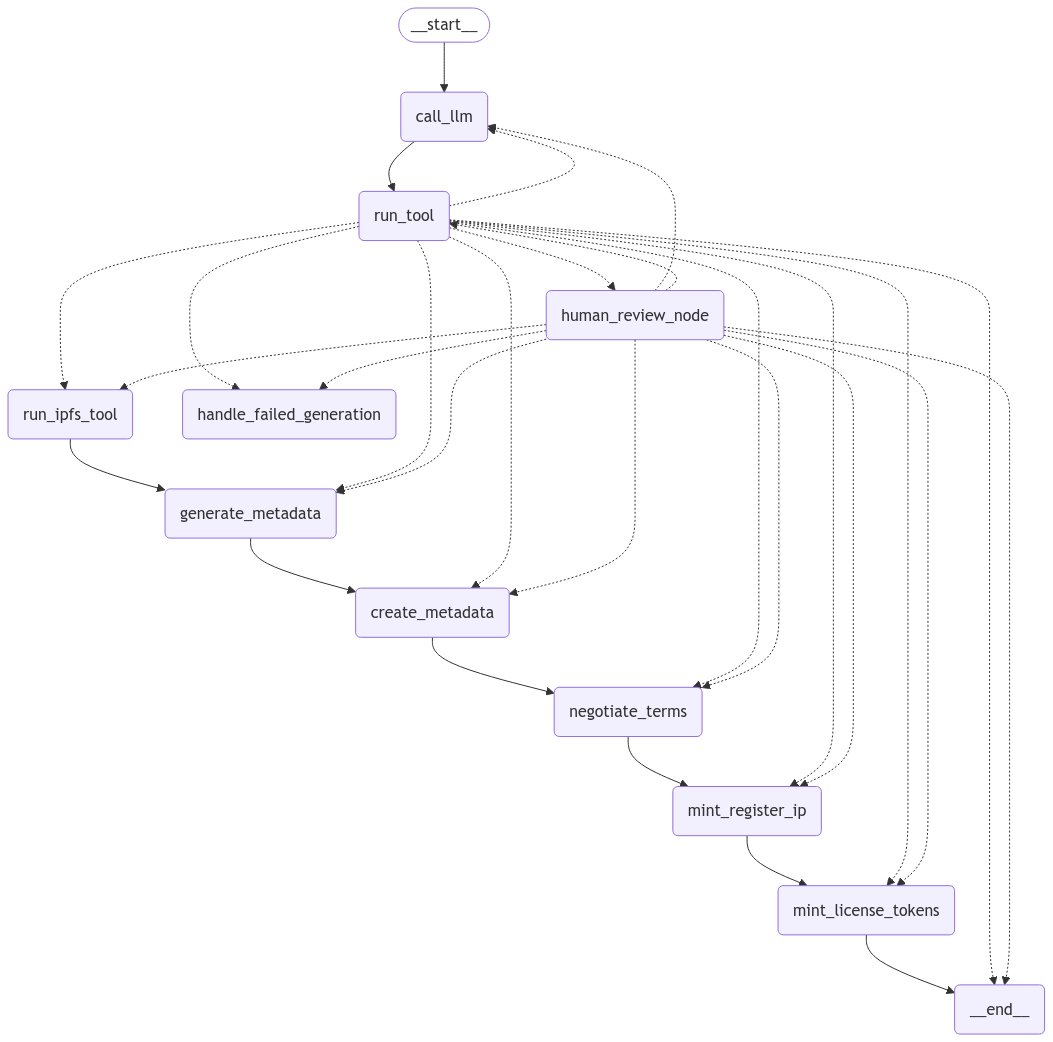 __start__
call_llm
run_tool
human_review_node
run_ipfs_tool
handle_failed_generation
generate_metadata
create_metadata
negotiate_terms
mint_register_ip
mint_license_tokens
__end__